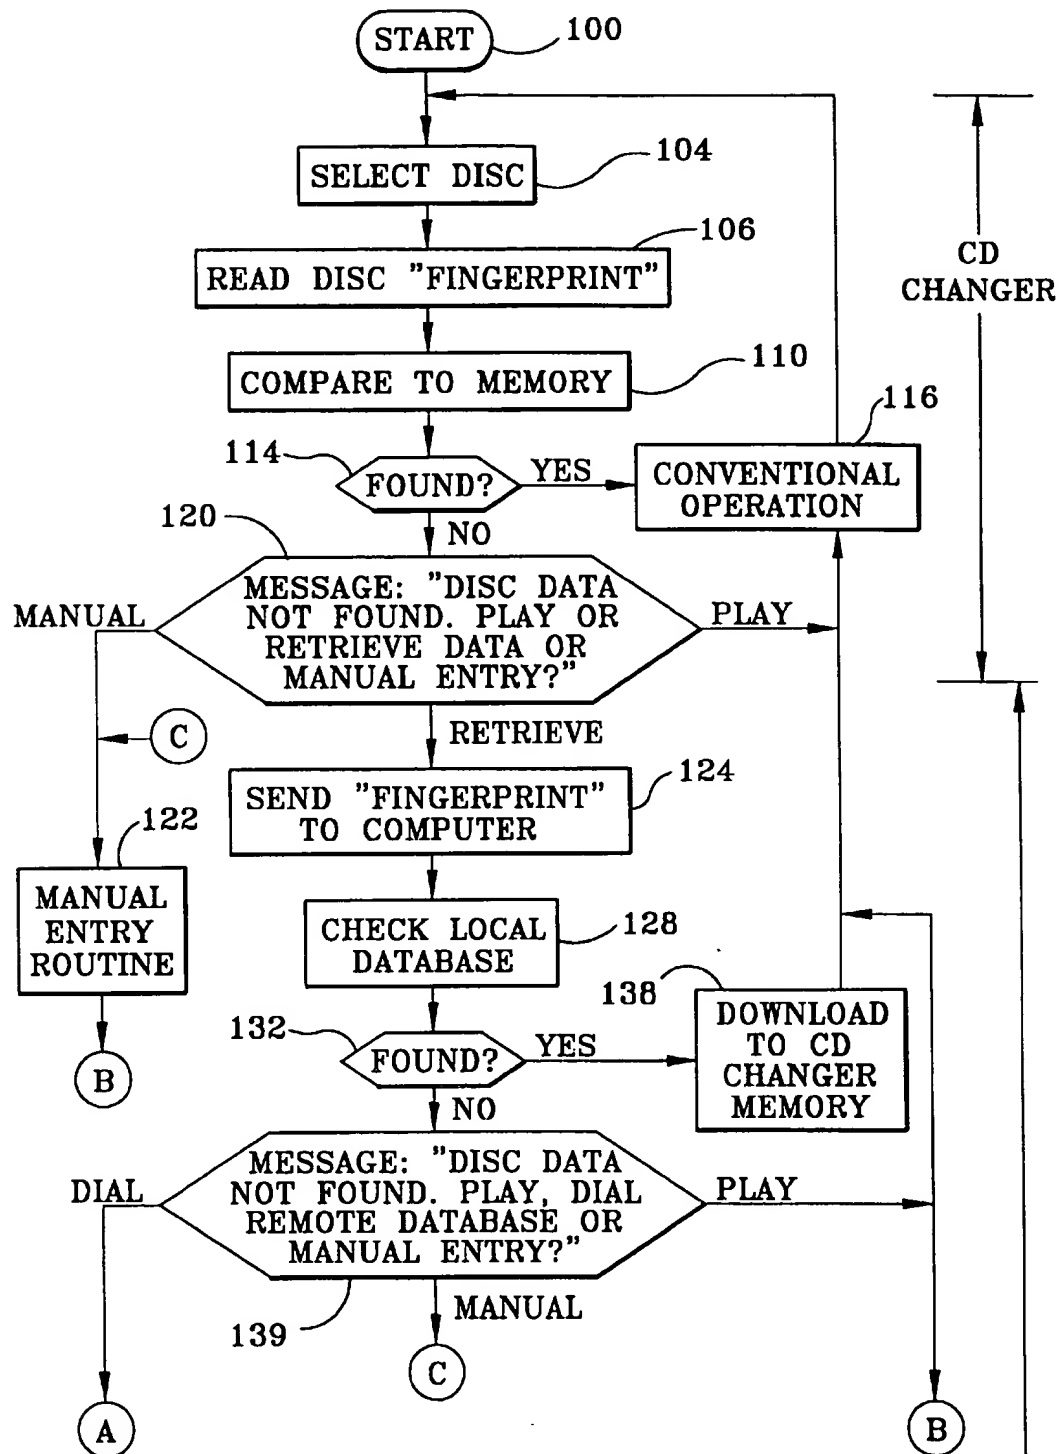 START
100
SELECT DISC
104
READ DISC "FINGERPRINT"
106
CD
CHANGER
COMPARE TO MEMORY
110
114
FOUND?
YES
CONVENTIONAL
OPERATION
116
NO
120
MESSAGE: "DISC DATA
NOT FOUND. PLAY OR
RETRIEVE DATA OR
MANUAL ENTRY?"
MANUAL
PLAY
RETRIEVE
C
SEND "FINGERPRINT"
TO COMPUTER
124
122
MANUAL
ENTRY
ROUTINE
B
CHECK LOCAL
DATABASE
128
132
FOUND?
YES
138
DOWNLOAD
TO CD
CHANGER
MEMORY
NO
MESSAGE: "DISC DATA
NOT FOUND. PLAY, DIAL
REMOTE DATABASE OR
MANUAL ENTRY?"
DIAL
PLAY
139
MANUAL
C
A
B